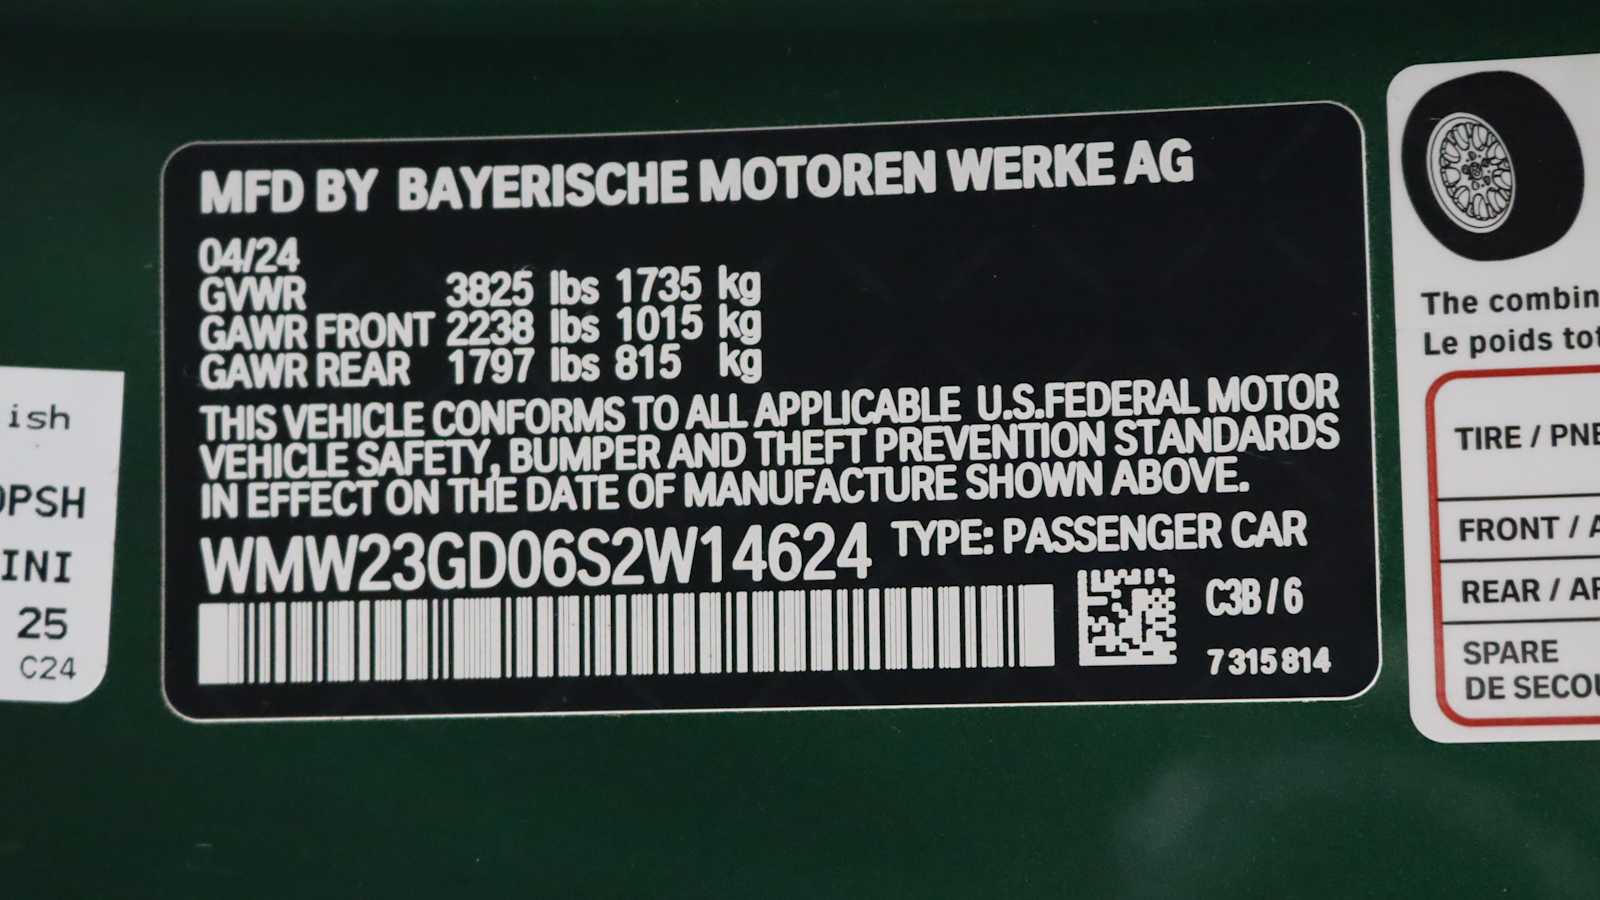 MFD BY BAYERISCHE MOTOREN WERKE AG
04/24
GVWR 3825 lbs 1735 kg
GAWR FRONT 2238 lbs 1015 kg
GAWR REAR 1797 lbs 815 kg
THIS VEHICLE CONFORMS TO ALL APPLICABLE U.S.FEDERAL MOTOR
VEHICLE SAFETY, BUMPER AND THEFT PREVENTION STANDARDS
IN EFFECT ON THE DATE OF MANUFACTURE SHOWN ABOVE.
WMW23GD06S2W14624 TYPE: PASSENGER CAR
C3B / 6
7315814
ish
OPSH
INI
25
C24
The combin
Le poids tot
TIRE / PNE
FRONT / A
REAR / AR
SPARE
DE SECOU